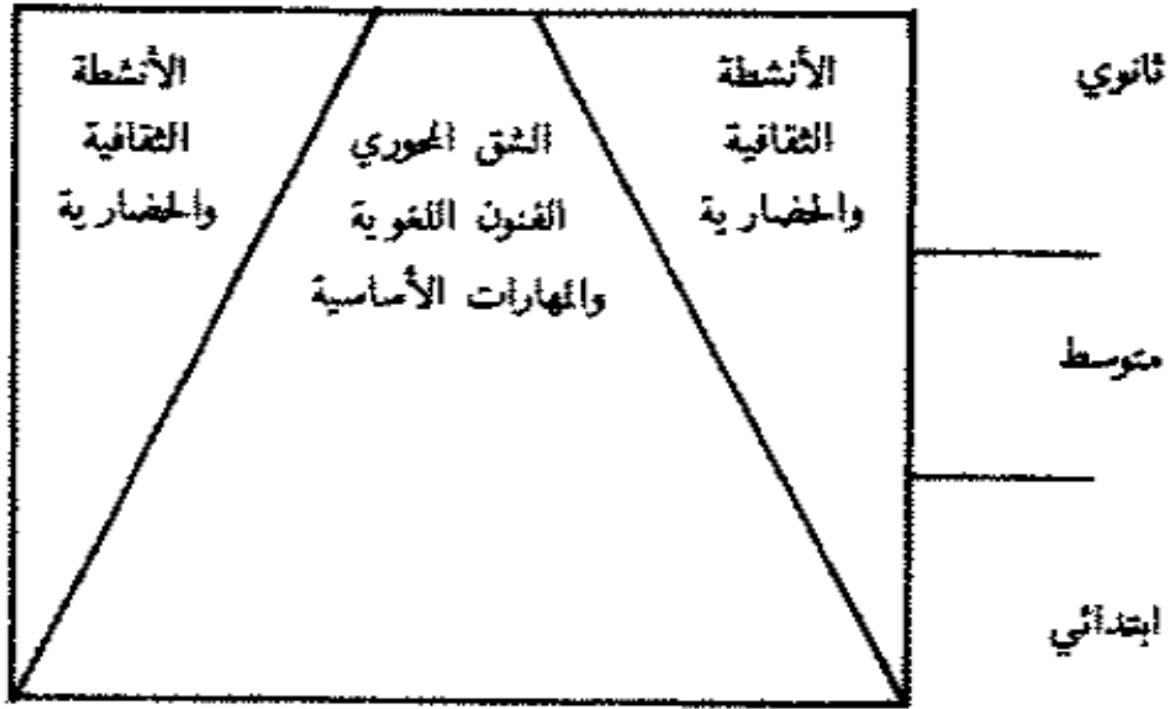 ثانوي
الأنشطة
الثقافية
والحضارية
الشق المحوري
الفنون اللغوية
والمهارات الأساسية
الأنشطة
الثقافية
والحضارية
متوسط
ابتدائي